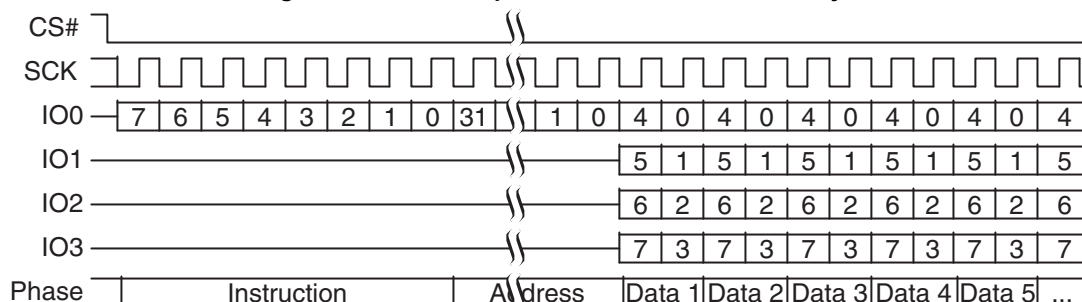 CS#
SCK
IO0 7 6 5 4 3 2 1 0 31 1 0 4 0 4 0 4 0 4 0 4 0 4
IO1 5 1 5 1 5 1 5 1 5 1 5
IO2 6 2 6 2 6 2 6 2 6 2 6
IO3 7 3 7 3 7 3 7 3 7 3 7
Phase Instruction Address Data 1 Data 2 Data 3 Data 4 Data 5 ...